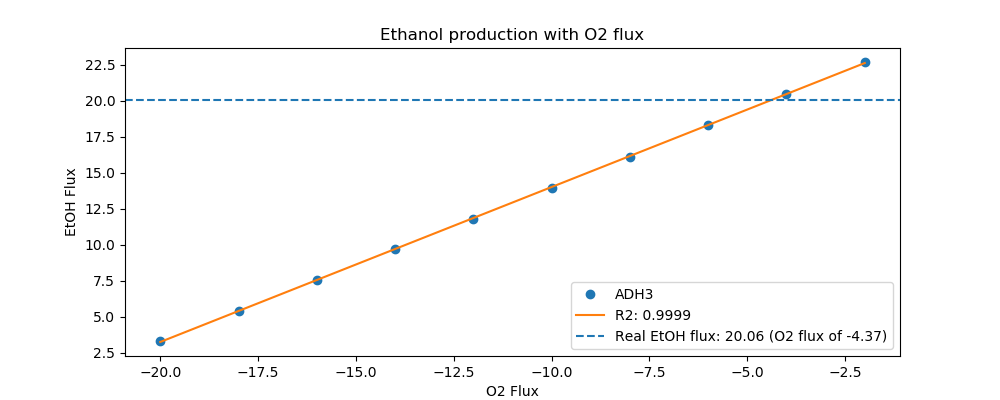 Ethanol production with O2 flux
EtOH Flux
22.5
20.0
17.5
15.0
12.5
10.0
7.5
5.0
2.5
ADH3
R2: 0.9999
Real EtOH flux: 20.06 (O2 flux of -4.37)
−20.0 −17.5 −15.0 −12.5 −10.0 −7.5 −5.0 −2.5
O2 Flux